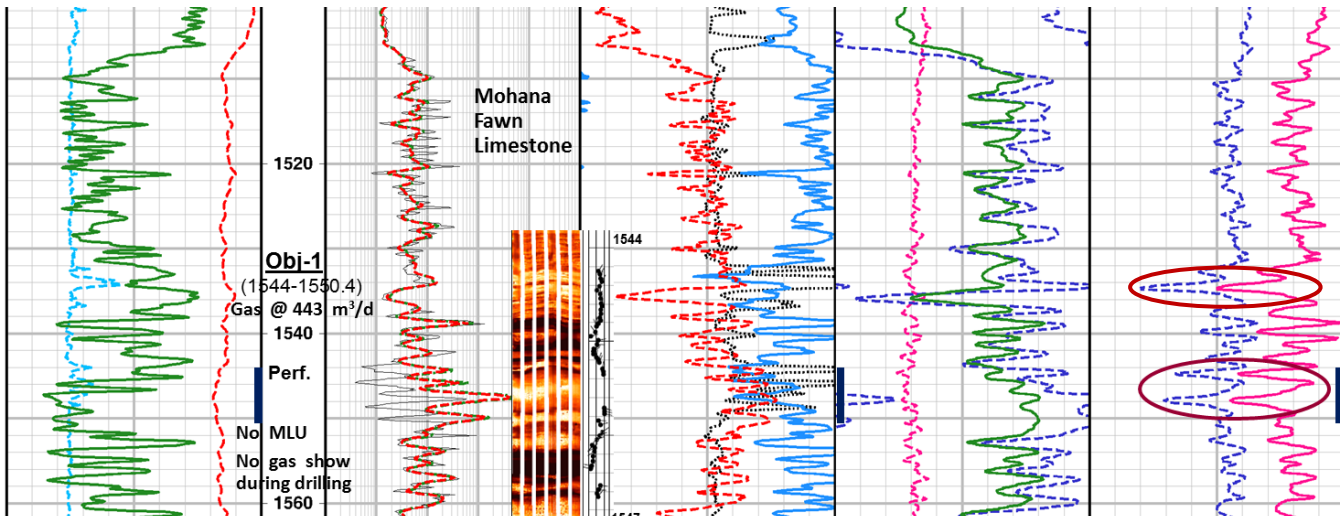 Mohana
Fawn
Limestone
1520
1544
Obj-1
(1544-1550.4)
Gas @ 443 m³/d
1540
Perf.
No MLU
No gas show
during drilling
1560
1547